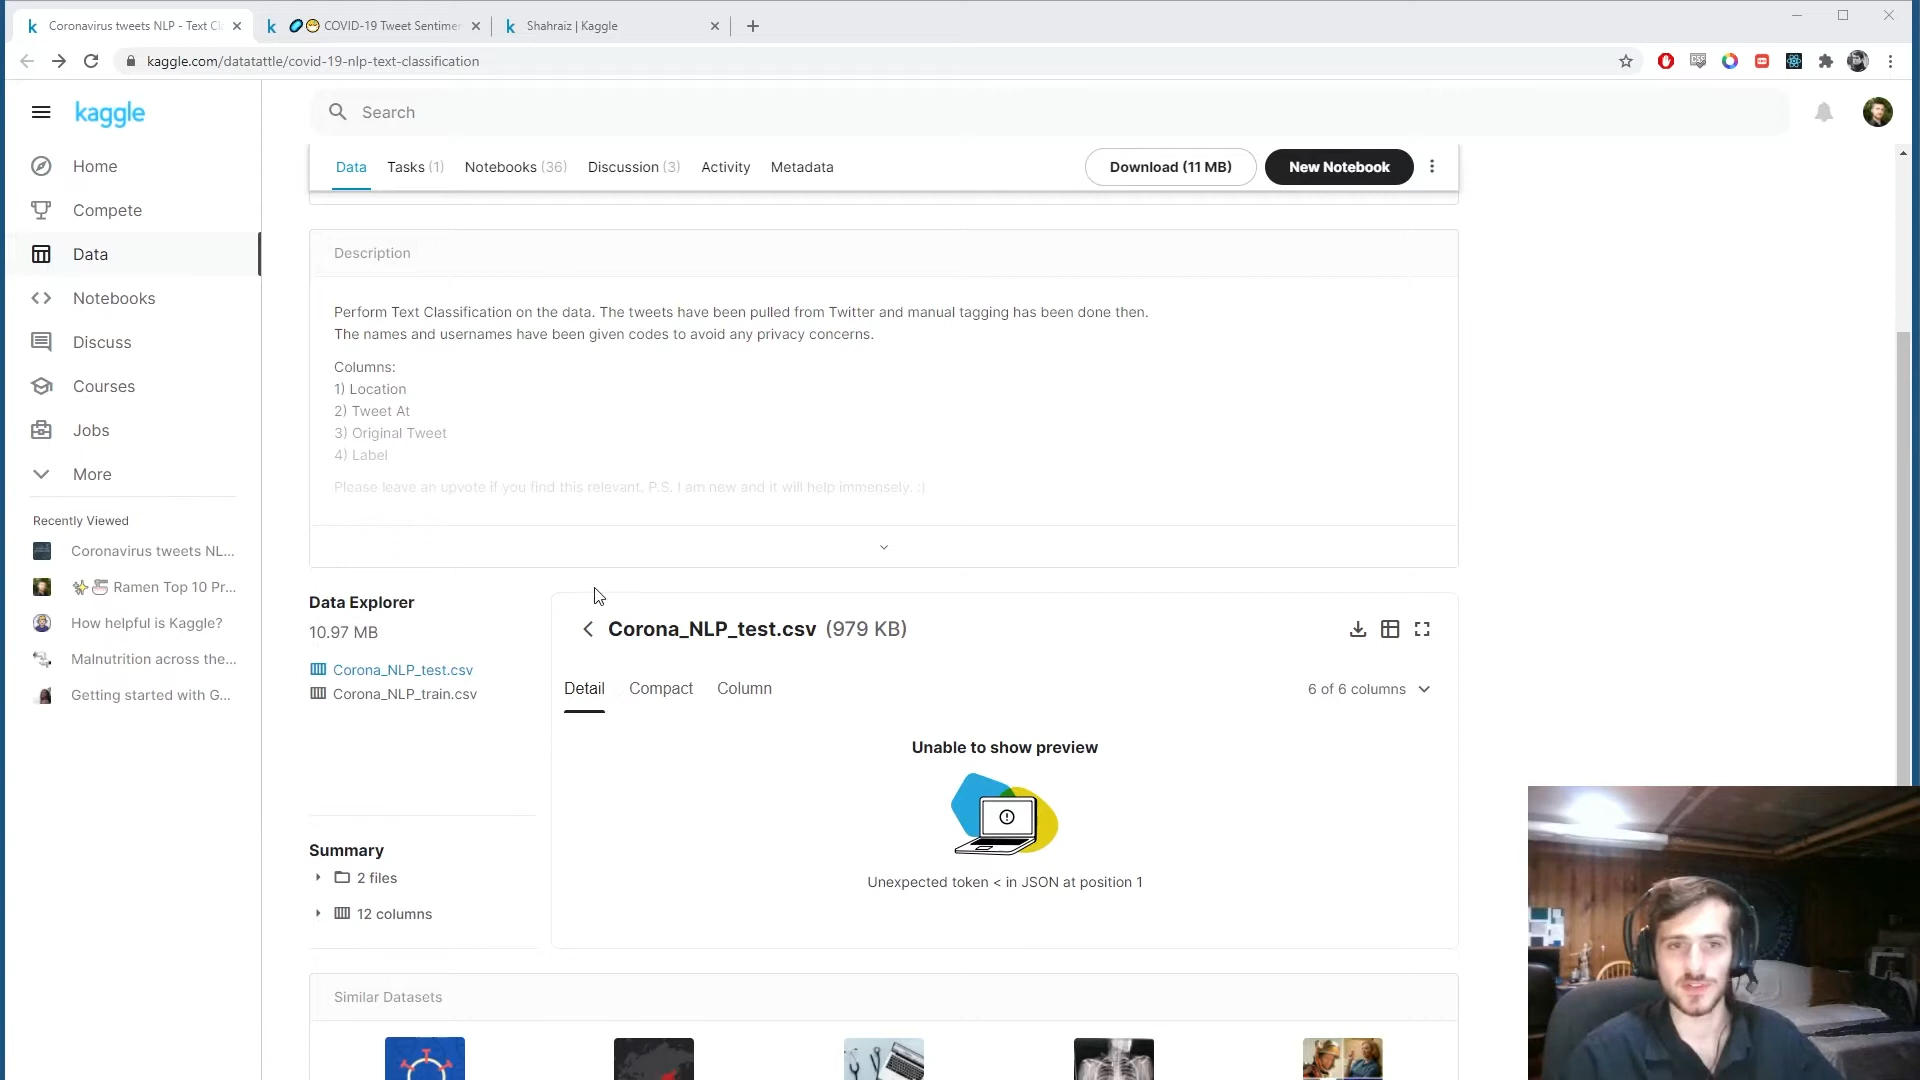 Coronavirus tweets NLP - Text Cl
COVID-19 Tweet Sentimer
Shahraiz | Kaggle
kaggle.com/datatattle/covid-19-nlp-text-classification
kaggle
Search
Data
Tasks (1)
Notebooks (36)
Discussion (3)
Activity
Metadata
Download (11 MB)
New Notebook
Home
Compete
Data
Notebooks
Discuss
Courses
Jobs
More
Recently Viewed
Coronavirus tweets NL...
Ramen Top 10 Pr...
How helpful is Kaggle?
Malnutrition across the...
Getting started with G...
Description
Perform Text Classification on the data. The tweets have been pulled from Twitter and manual tagging has been done then.
The names and usernames have been given codes to avoid any privacy concerns.
Columns:
1) Location
2) Tweet At
3) Original Tweet
4) Label
Please leave an upvote if you find this relevant. P.S. I am new and it will help immensely. :)
Data Explorer
10.97 MB
Corona_NLP_test.csv
Corona_NLP_train.csv
Summary
2 files
12 columns
Corona_NLP_test.csv (979 KB)
Detail
Compact
Column
6 of 6 columns
Unable to show preview
Unexpected token < in JSON at position 1
Similar Datasets